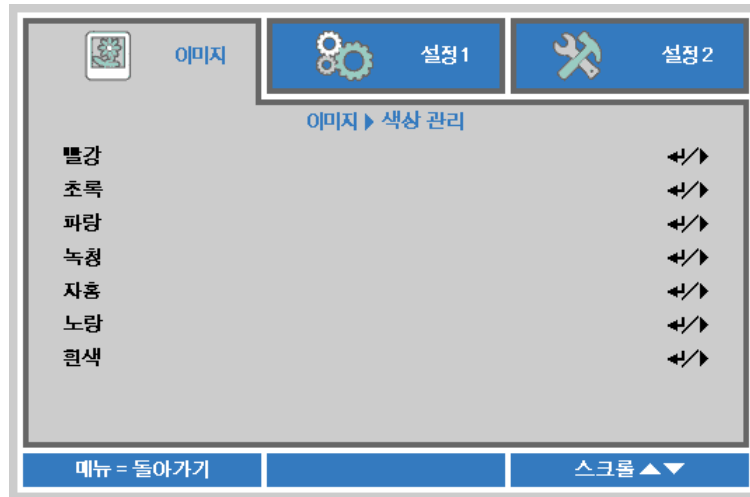 이미지 설정1 설정2
이미지 ▶ 색상 관리
빨강
초록
파랑
녹청
자홍
노랑
흰색
메뉴 = 돌아가기 스크롤▲▼